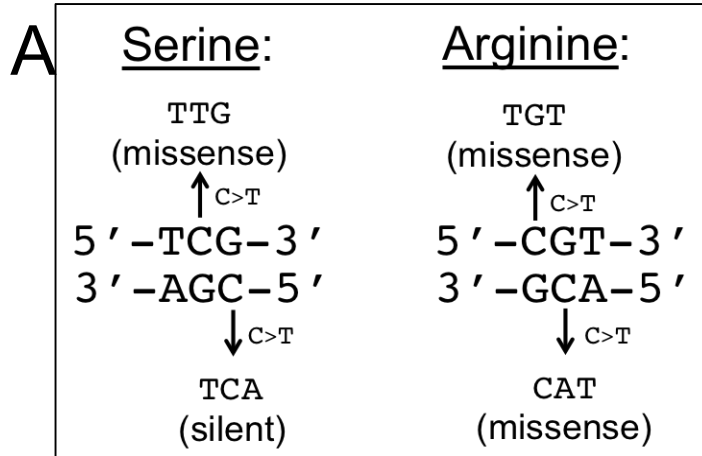 A
Serine:
TTG
(missense)
C>T
5'-TCG-3'
3'-AGC-5'
C>T
TCA
(silent)
Arginine:
TGT
(missense)
C>T
5'-CGT-3'
3'-GCA-5'
C>T
CAT
(missense)